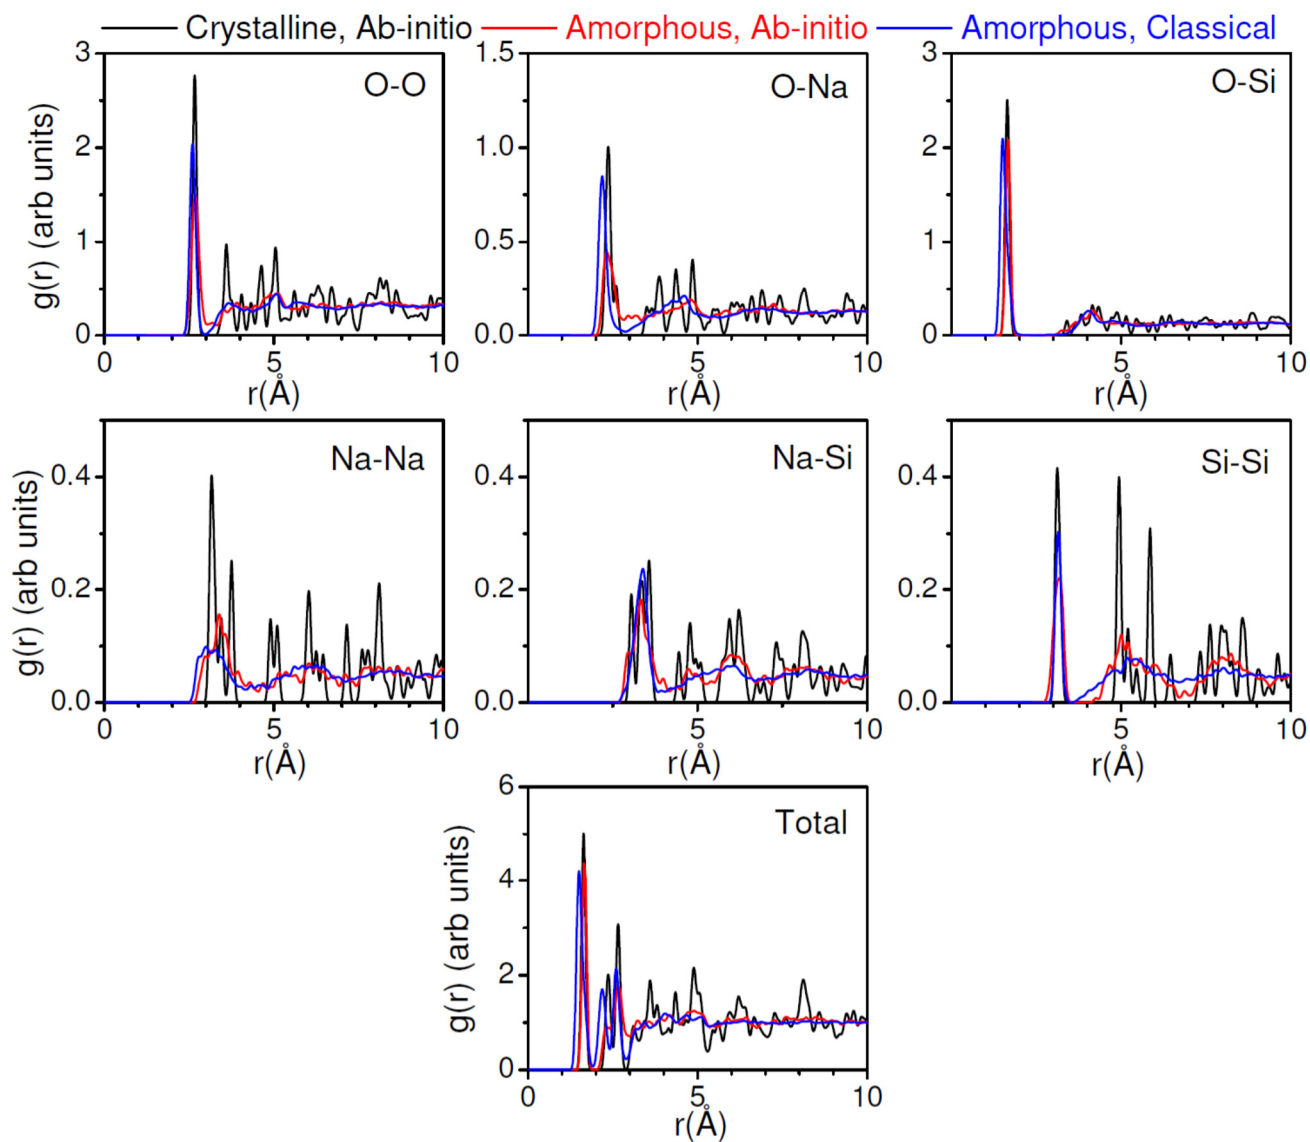 Crystalline, Ab-initio Amorphous, Ab-initio Amorphous, Classical
O-O
g(r) (arb units)
3
2
1
0
0 5 10
r(Å)
O-Na
1.5
1.0
0.5
0.0
0 5 10
r(Å)
O-Si
3
2
1
0
5 10
r(Å)
Na-Na
g(r) (arb units)
0.4
0.2
0.0
0 5 10
r(Å)
Na-Si
0.4
0.2
0.0
5 10
r(Å)
Si-Si
0.4
0.2
0.0
5 10
r(Å)
Total
g(r) (arb units)
6
4
2
0
0 5 10
r(Å)